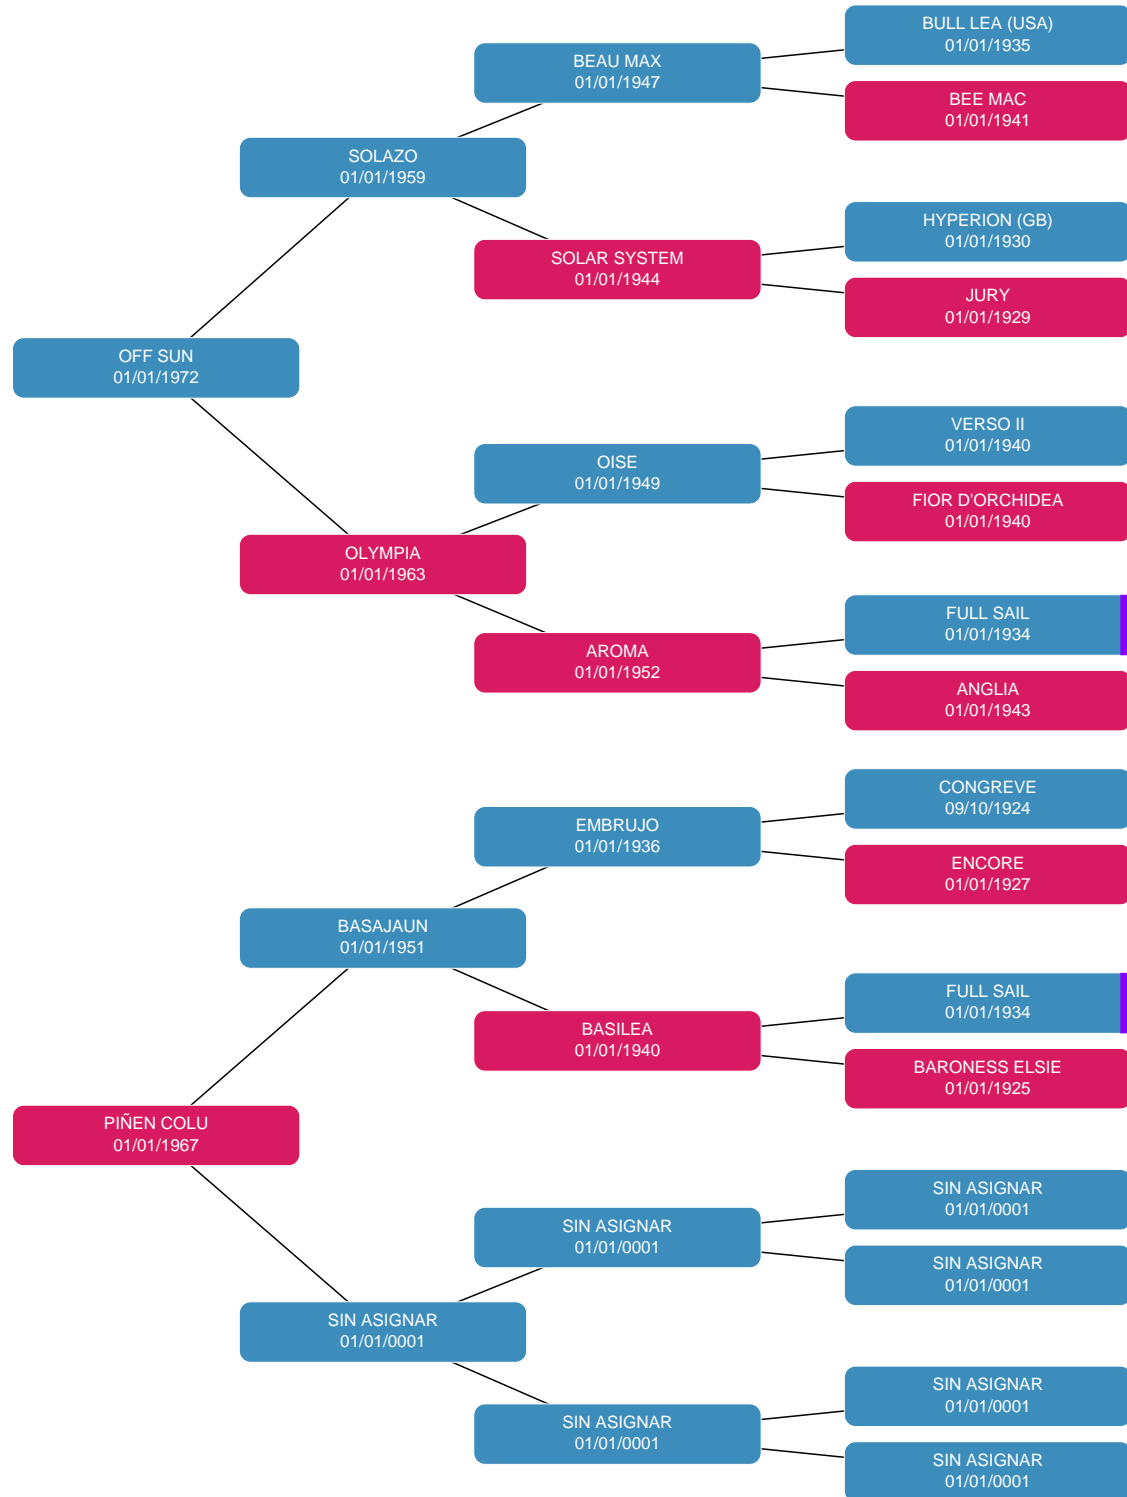 BULL LEA (USA)
01/01/1935
BEAU MAX
01/01/1947
BEE MAC
01/01/1941
SOLAZO
01/01/1959
HYPERION (GB)
01/01/1930
SOLAR SYSTEM
01/01/1944
JURY
01/01/1929
OFF SUN
01/01/1972
VERSO II
01/01/1940
OISE
01/01/1949
FIOR D'ORCHIDEA
01/01/1940
OLYMPIA
01/01/1963
FULL SAIL
01/01/1934
AROMA
01/01/1952
ANGLIA
01/01/1943
CONGREVE
09/10/1924
EMBRUJO
01/01/1936
ENCORE
01/01/1927
BASAJAUN
01/01/1951
FULL SAIL
01/01/1934
BASILEA
01/01/1940
BARONESS ELSIE
01/01/1925
PIÑEN COLU
01/01/1967
SIN ASIGNAR
01/01/0001
SIN ASIGNAR
01/01/0001
SIN ASIGNAR
01/01/0001
SIN ASIGNAR
01/01/0001
SIN ASIGNAR
01/01/0001
SIN ASIGNAR
01/01/0001
SIN ASIGNAR
01/01/0001